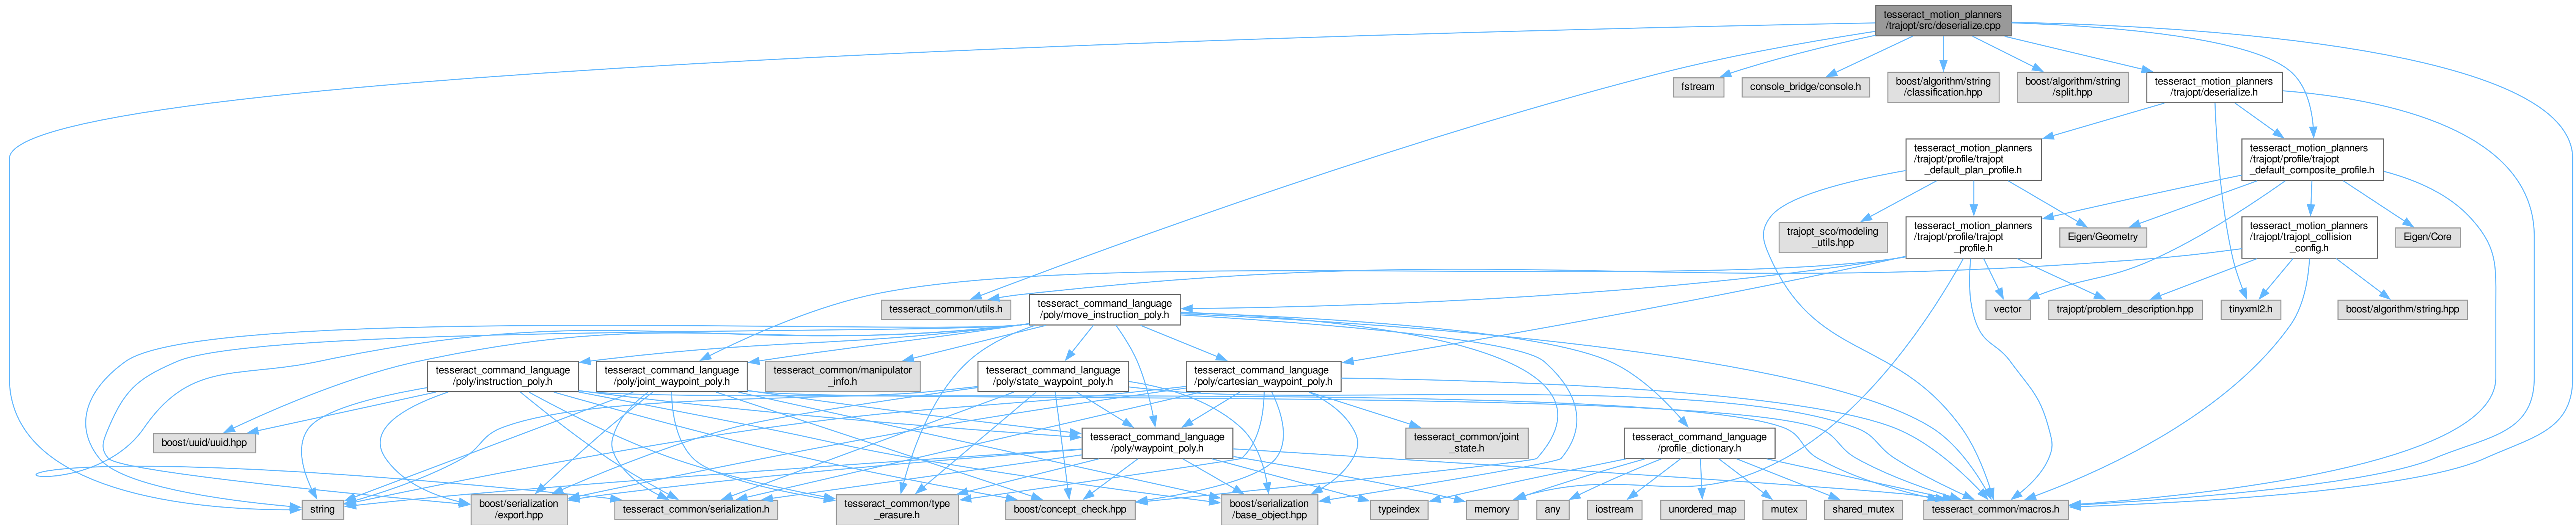 tesseract_motion_planners
/trajopt/src/deserialize.cpp
fstream
console_bridge/console.h
boost/algorithm/string
/classification.hpp
boost/algorithm/string
/split.hpp
tesseract_motion_planners
/trajopt/deserialize.h
tesseract_motion_planners
/trajopt/profile/trajopt
_default_plan_profile.h
tesseract_motion_planners
/trajopt/profile/trajopt
_default_composite_profile.h
trajopt_sco/modeling
_utils.hpp
tesseract_motion_planners
/trajopt/profile/trajopt
_profile.h
Eigen/Geometry
tesseract_motion_planners
/trajopt/trajopt_collision
_config.h
Eigen/Core
tesseract_common/utils.h
tesseract_command_language
/poly/move_instruction_poly.h
vector
trajopt/problem_description.hpp
tinyxml2.h
boost/algorithm/string.hpp
tesseract_command_language
/poly/instruction_poly.h
tesseract_command_language
/poly/joint_waypoint_poly.h
tesseract_common/manipulator
_info.h
tesseract_command_language
/poly/state_waypoint_poly.h
tesseract_command_language
/poly/cartesian_waypoint_poly.h
boost/uuid/uuid.hpp
tesseract_command_language
/poly/waypoint_poly.h
tesseract_common/joint
_state.h
tesseract_command_language
/profile_dictionary.h
string
boost/serialization
/export.hpp
tesseract_common/serialization.h
tesseract_common/type
_erasure.h
boost/concept_check.hpp
boost/serialization
/base_object.hpp
typeindex
memory
any
iostream
unordered_map
mutex
shared_mutex
tesseract_common/macros.h